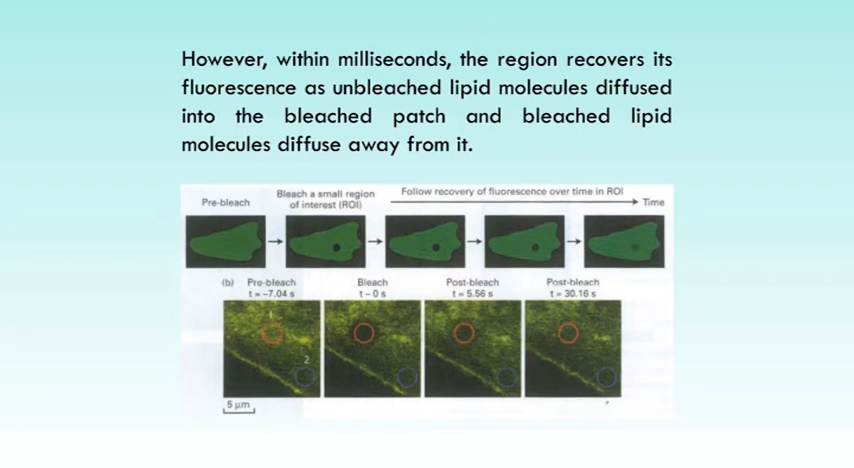 However, within milliseconds, the region recovers its
fluorescence as unbleached lipid molecules diffused
into the bleached patch and bleached lipid
molecules diffuse away from it.
Pre-bleach
Bleach a small region
of interest (ROI)
Follow recovery of fluorescence over time in ROI
Time
(b) Pre-bleach
t = -7.04 s
Bleach
t - 0 s
Post-bleach
t = 5.56 s
Post-bleach
t = 30.16 s
1
2
5 µm